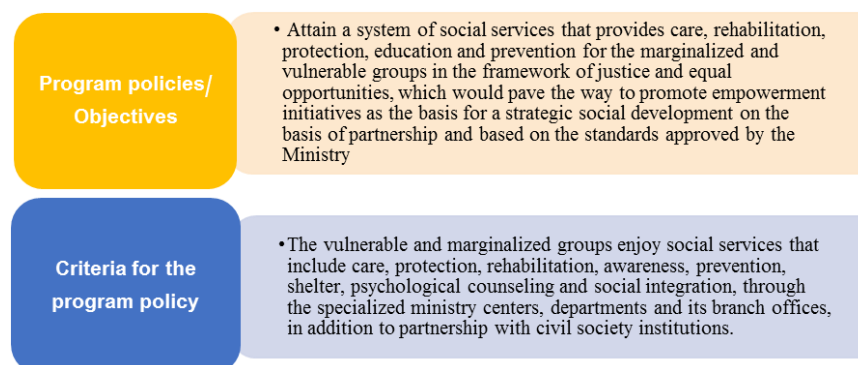 Program policies/
Objectives
• Attain a system of social services that provides care, rehabilitation,
protection, education and prevention for the marginalized and
vulnerable groups in the framework of justice and equal
opportunities, which would pave the way to promote empowerment
initiatives as the basis for a strategic social development on the
basis of partnership and based on the standards approved by the
Ministry
Criteria for the
program policy
•The vulnerable and marginalized groups enjoy social services that
include care, protection, rehabilitation, awareness, prevention,
shelter, psychological counseling and social integration, through
the specialized ministry centers, departments and its branch offices,
in addition to partnership with civil society institutions.